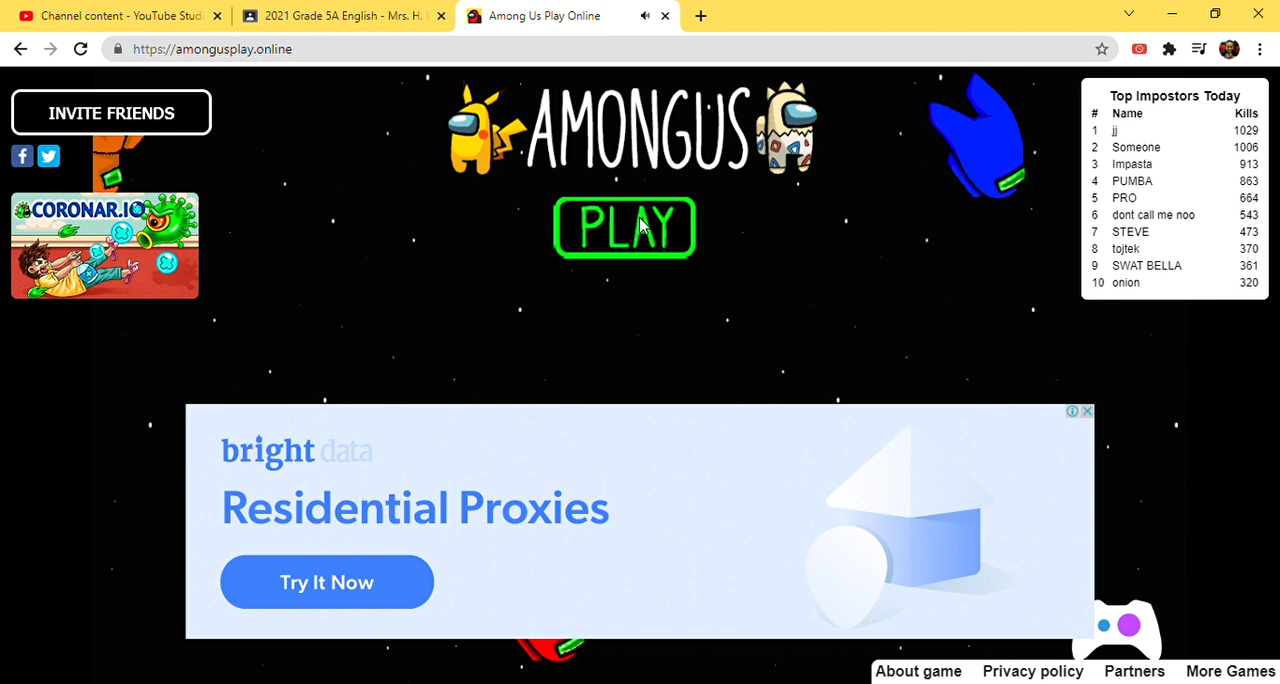 Channel content - YouTube Studi
2021 Grade 5A English - Mrs. H.
Among Us Play Online
https://amongusplay.online
INVITE FRIENDS
CORONAR.IO
AMONGUS
PLAY
Top Impostors Today
# Name Kills
1 jj 1029
2 Someone 1006
3 Impasta 913
4 PUMBA 863
5 PRO 664
6 dont call me noo 543
7 STEVE 473
8 tojtek 370
9 SWAT BELLA 361
10 onion 320
bright data
Residential Proxies
Try It Now
About game Privacy policy Partners More Games